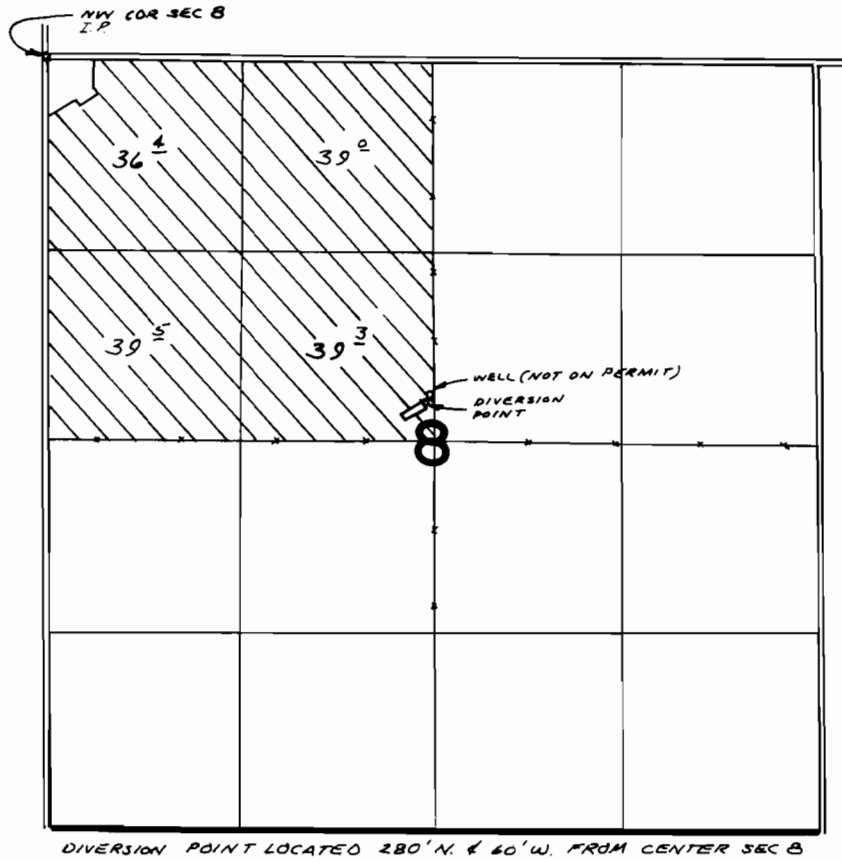 NW COR SEC 8
I.P.
36 4
39 0
39 5
39 3
WELL (NOT ON PERMIT)
DIVERSION
POINT
8
DIVERSION POINT LOCATED 280' N. & 60' W. FROM CENTER SEC 8